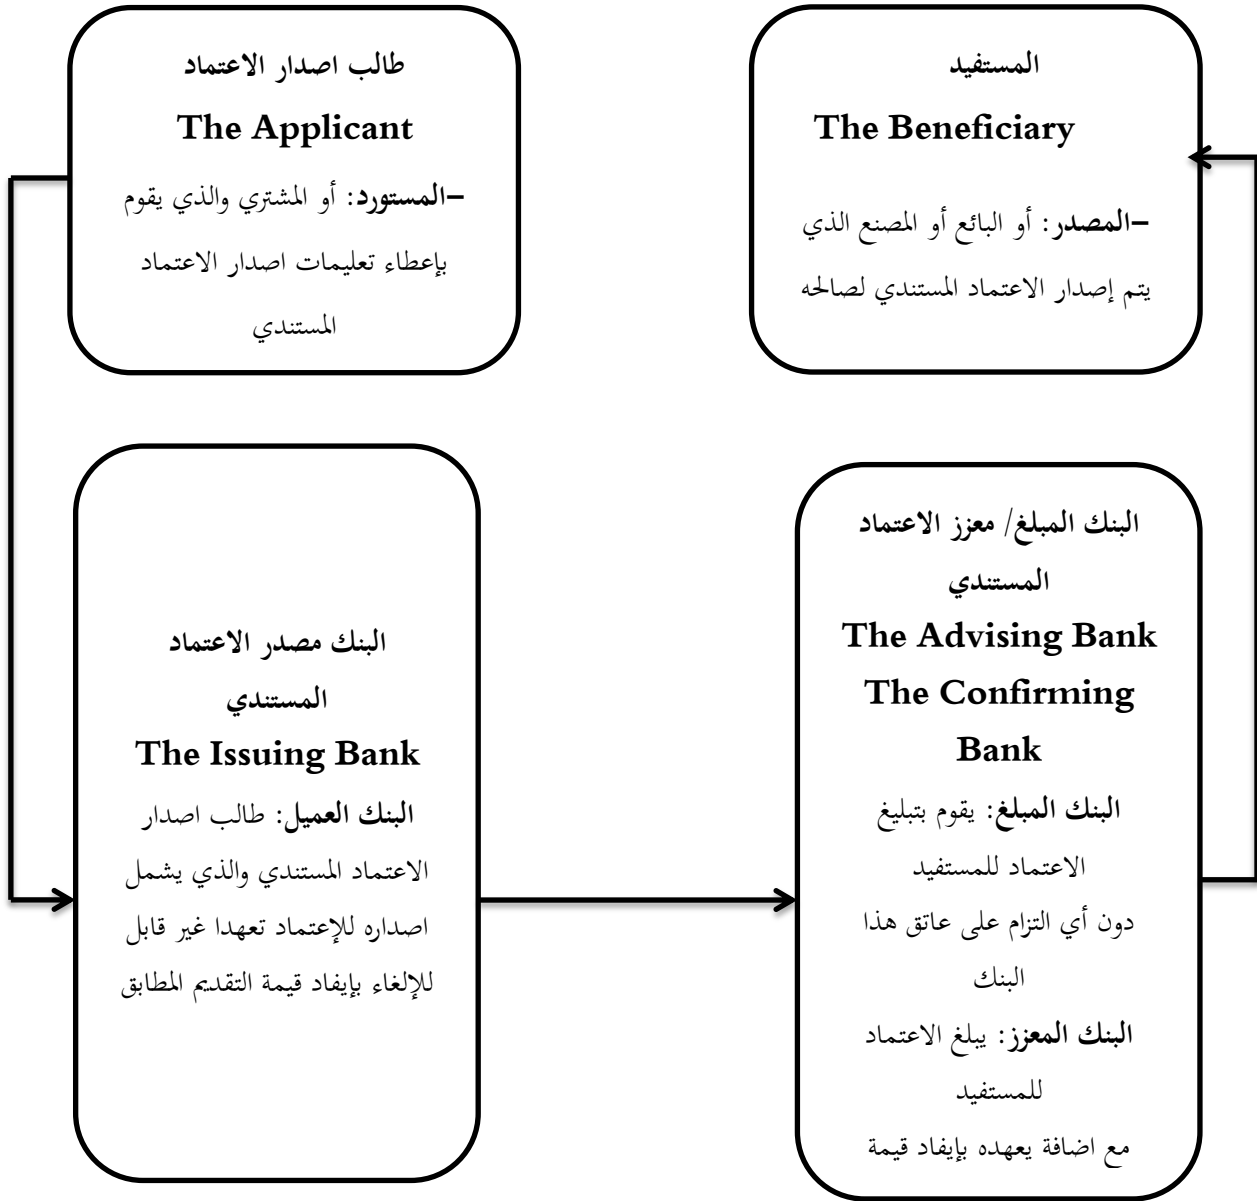 طالب اصدار الاعتماد
The Applicant
–المستورد: أو المشتري والذي يقوم
بإعطاء تعليمات اصدار الاعتماد
المستندي
المستفيد
The Beneficiary
–المصدر: أو البائع أو المصنع الذي
يتم إصدار الاعتماد المستندي لصالحه
البنك مصدر الاعتماد
المستندي
The Issuing Bank
البنك العميل: طالب اصدار
الاعتماد المستندي والذي يشمل
اصداره للإعتماد تعهدا غير قابل
للإلغاء بإيفاد قيمة التقديم المطابق
البنك المبلغ/ معزز الاعتماد
المستندي
The Advising Bank
The Confirming
Bank
البنك المبلغ: يقوم بتبليغ
الاعتماد للمستفيد
دون أي التزام على عاتق هذا
البنك
البنك المعزز: يبلغ الاعتماد
للمستفيد
مع اضافة يعهده بإيفاد قيمة